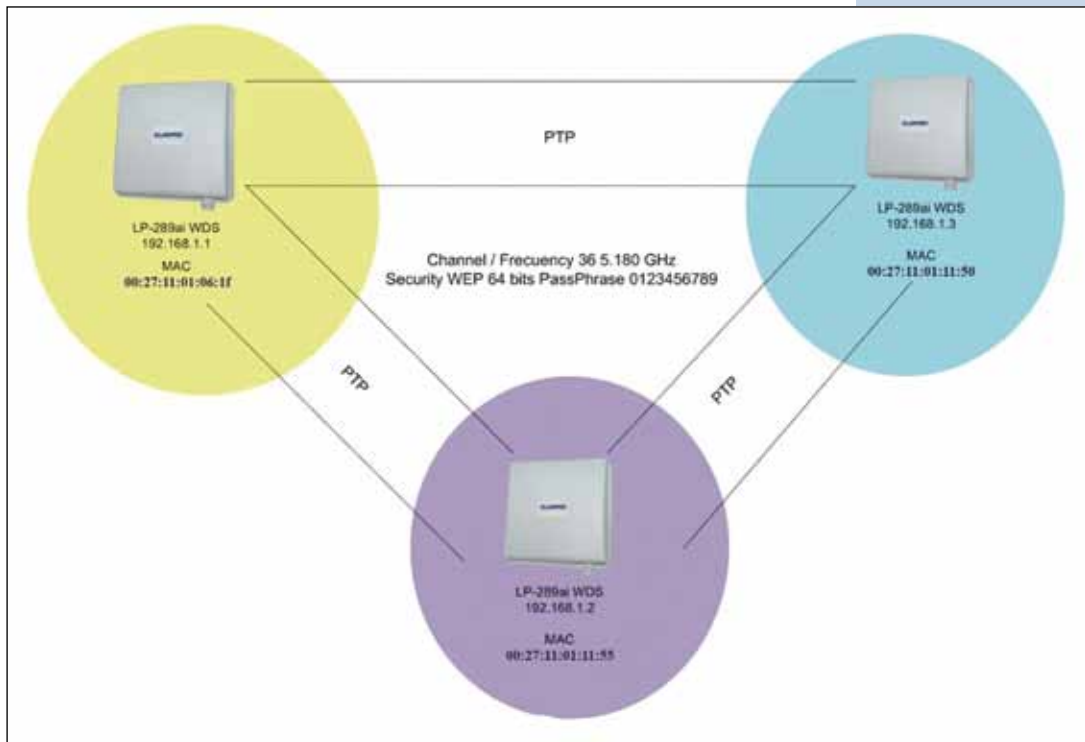 PTP
LP-289ai WDS
192.168.1.1
MAC
00:27:11:01:06:1f
LP-289ai WDS
192.168.1.3
MAC
00:27:11:01:11:50
Channel / Frecuency 36 5.180 GHz
Security WEP 64 bits PassPhrase 0123456789
PTP
PTP
LP-289ai WDS
192.168.1.2
MAC
00:27:11:01:11:55